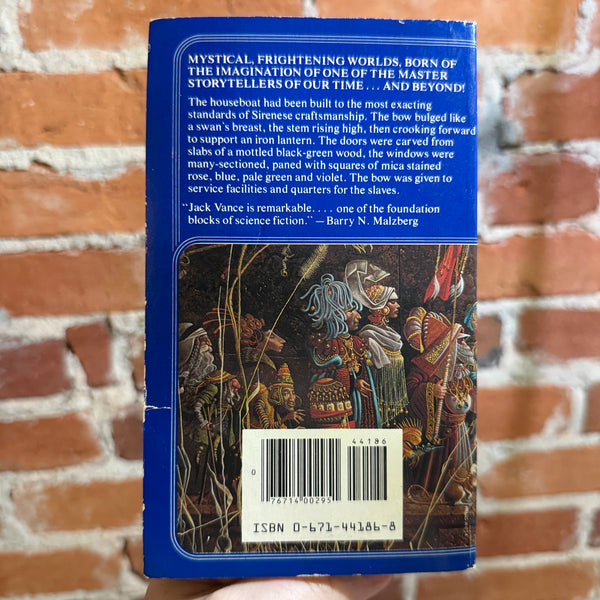 MYSTICAL, FRIGHTENING WORLDS, BORN OF
THE IMAGINATION OF ONE OF THE MASTER
STORYTELLERS OF OUR TIME . . . AND BEYOND!
The houseboat had been built to the most exacting
standards of Sirenese craftsmanship. The bow bulged like
a swan's breast, the stem rising high, then crooking forward
to support an iron lantern. The doors were carved from
slabs of a mottled black-green wood, the windows were
many-sectioned, paned with squares of mica stained
rose, blue, pale green and violet. The bow was given to
service facilities and quarters for the slaves.
"Jack Vance is remarkable. . . . one of the foundation
blocks of science fiction." —Barry N. Malzberg
44186
0
76714 00295
ISBN 0-671-44186-8